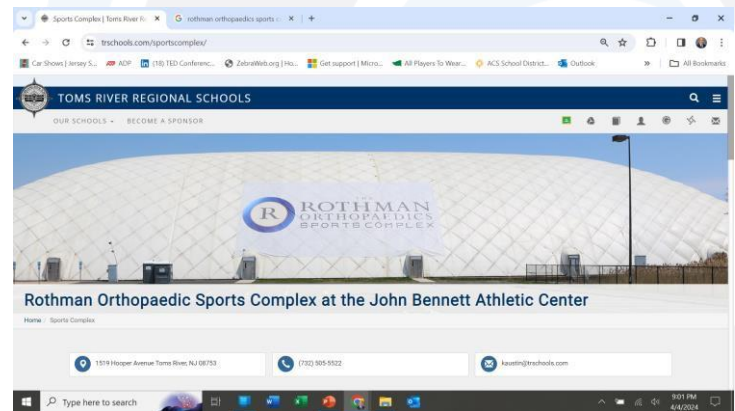 Sports Complex | Toms River Re
rothman orthopaedics sports c
trschools.com/sportscomplex/
Car Shows | Jersey S...
ADP
(18) TED Conferenc...
ZebraWeb.org | Ho...
Get support | Micro...
All Players To Wear...
ACS School District...
Outlook
All Bookmarks
TOMS RIVER REGIONAL SCHOOLS
OUR SCHOOLS
BECOME A SPONSOR
THE
R ROTHMAN
ORTHOPAEDICS
SPORTS COMPLEX
Rothman Orthopaedic Sports Complex at the John Bennett Athletic Center
Home / Sports Complex
1519 Hooper Avenue Toms River, NJ 08753
(732) 505-5522
kaustin@trschools.com
Type here to search
9:01 PM
4/4/2024